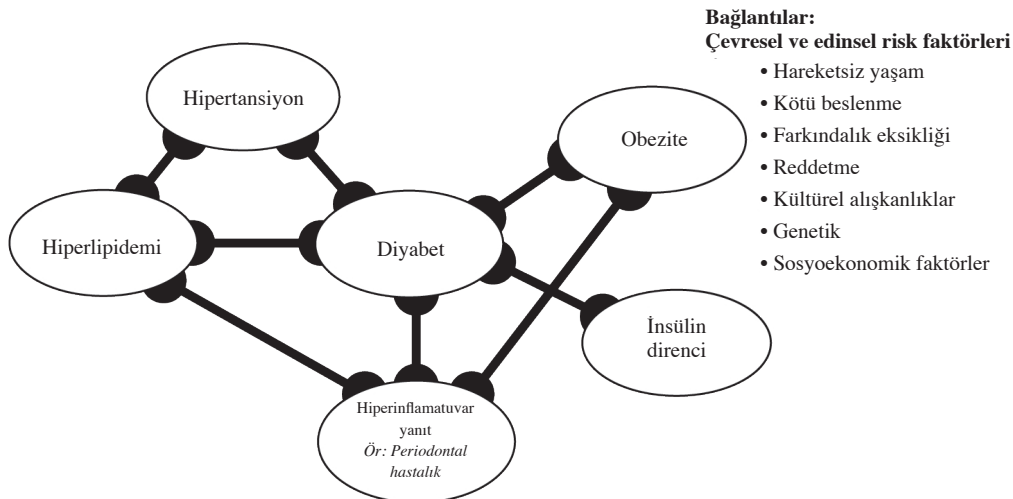 Bağlantılar:
Çevresel ve edinsel risk faktörleri
• Hareketsiz yaşam
• Kötü beslenme
• Farkındalık eksikliği
• Reddetme
• Kültürel alışkanlıklar
• Genetik
• Sosyoekonomik faktörler
Hipertansiyon
Obezite
Hiperlipidemi
Diyabet
İnsülin
direnci
Hiperinflamatuvar
yanıt
Ör: Periodontal
hastalık